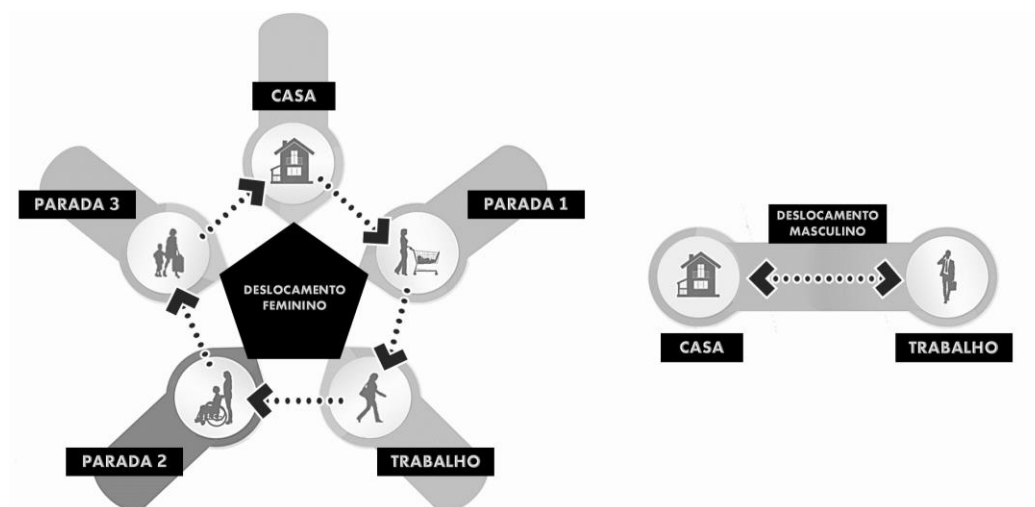 CASA
PARADA 3
PARADA 1
DESLOCAMENTO
FEMININO
PARADA 2
TRABALHO
DESLOCAMENTO
MASCULINO
CASA
TRABALHO